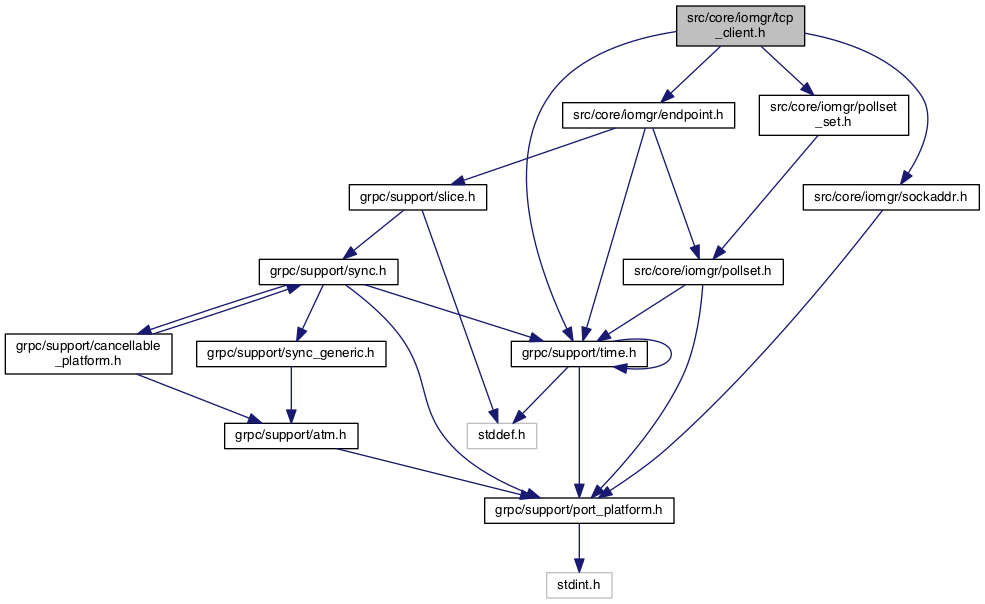 src/core/iomgr/tcp
_client.h
src/core/iomgr/endpoint.h
src/core/iomgr/pollset
_set.h
grpc/support/slice.h
src/core/iomgr/sockaddr.h
grpc/support/sync.h
src/core/iomgr/pollset.h
grpc/support/cancellable
_platform.h
grpc/support/sync_generic.h
grpc/support/time.h
grpc/support/atm.h
stddef.h
grpc/support/port_platform.h
stdint.h